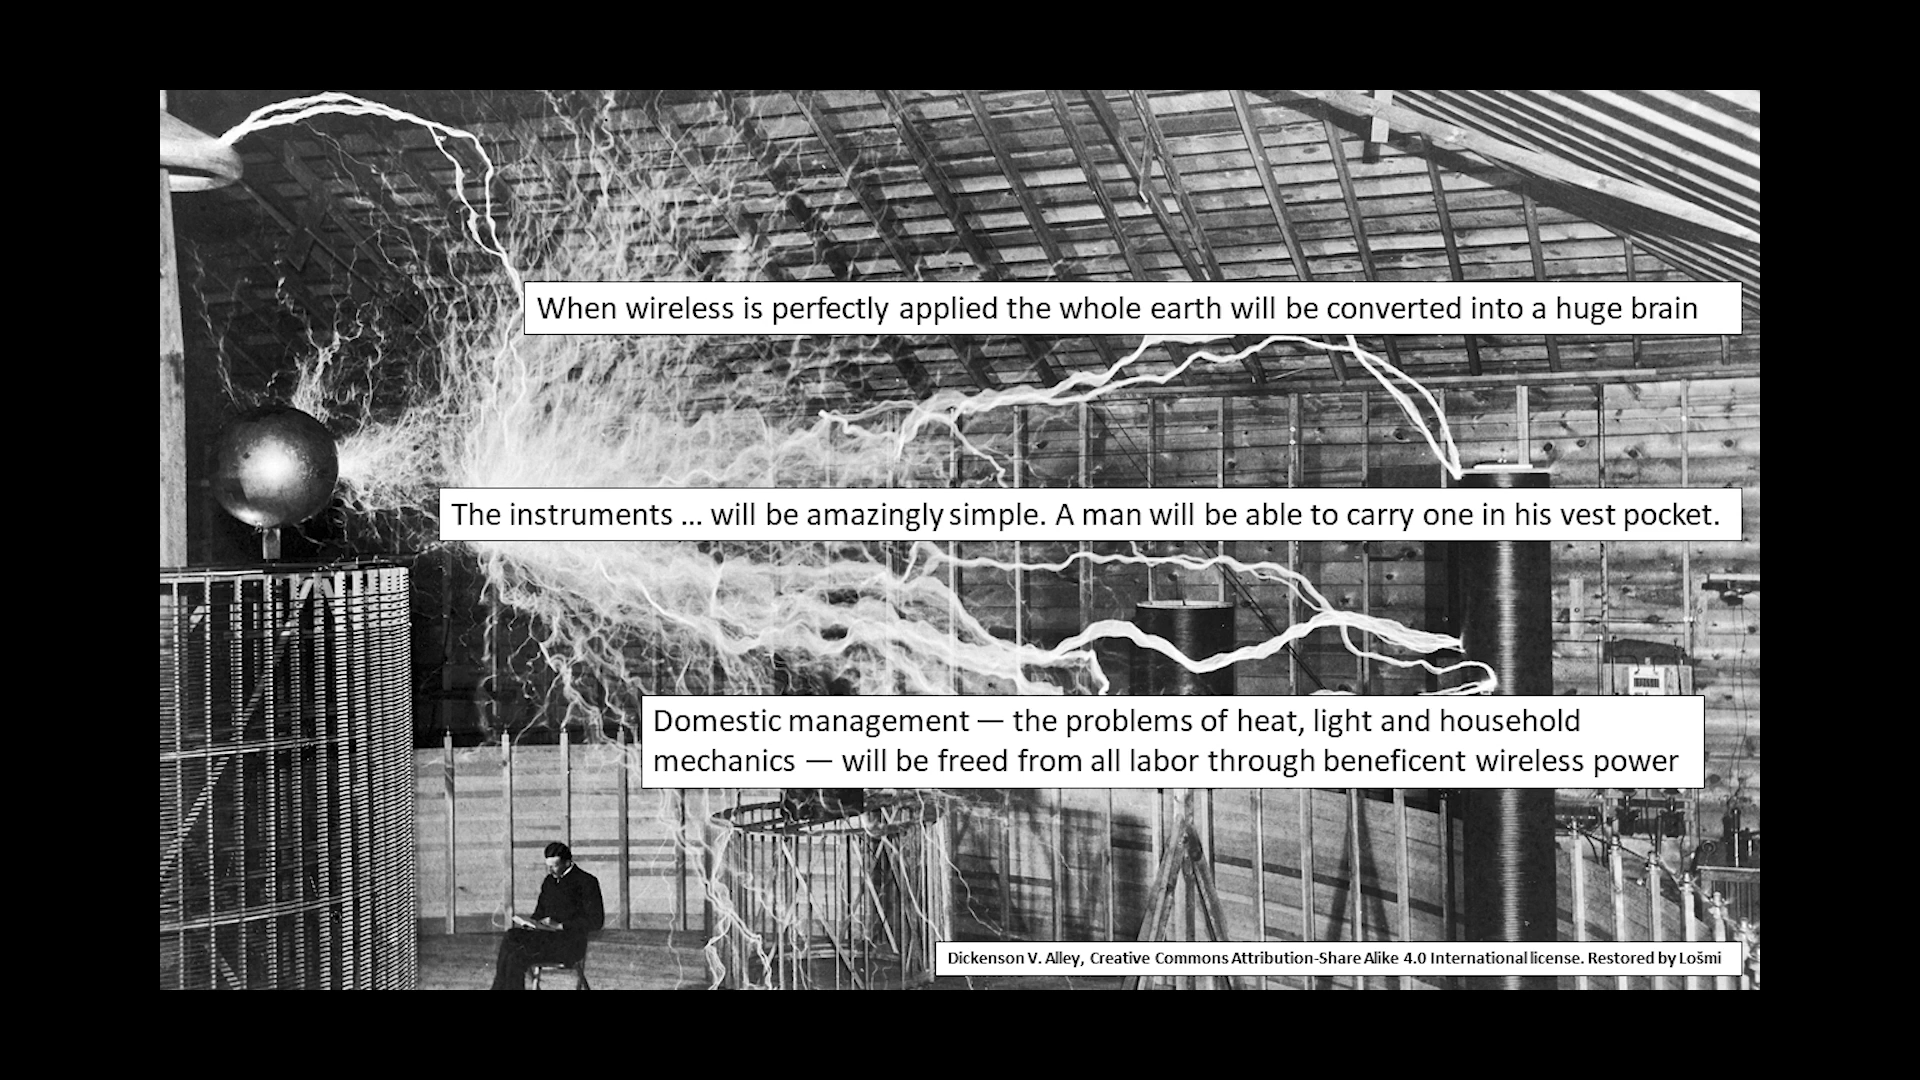 When wireless is perfectly applied the whole earth will be converted into a huge brain
The instruments ... will be amazingly simple. A man will be able to carry one in his vest pocket.
Domestic management — the problems of heat, light and household
mechanics — will be freed from all labor through beneficent wireless power
Dickenson V. Alley, Creative Commons Attribution-Share Alike 4.0 International license. Restored by Lošmi